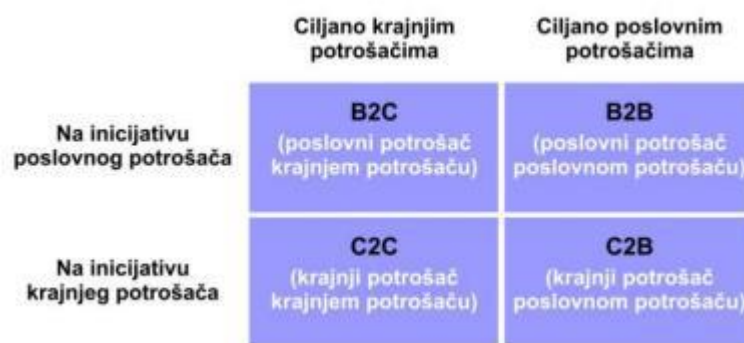 Ciljano krajnjim
potrošačima
Ciljano poslovnim
potrošačima
Na inicijativu
poslovnog potrošača
B2C
(poslovni potrošač
krajnjem potrošaču)
B2B
(poslovni potrošač
poslovnom potrošaču)
Na inicijativu
krajnjeg potrošača
C2C
(krajnji potrošač
krajnjem potrošaču)
C2B
(krajnji potrošač
poslovnom potrošaču)